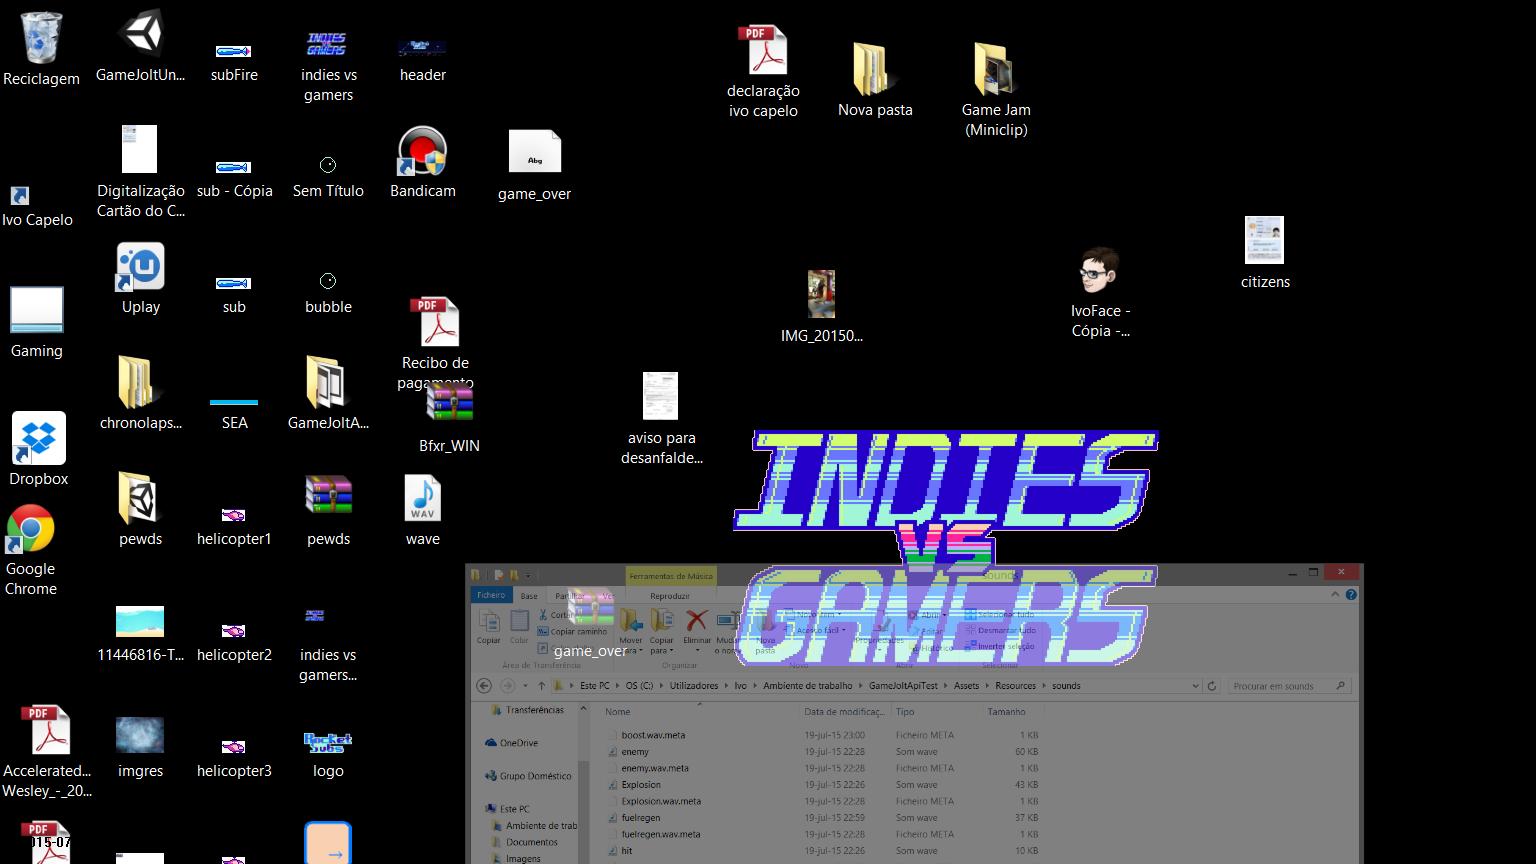 Reciclagem
GameJoltUn...
subFire
indies vs
gamers
header
declaração
ivo capelo
Nova pasta
Game Jam
(Miniclip)
Ivo Capelo
Digitalização
Cartão do C...
sub - Cópia
Sem Título
Bandicam
Abg
game_over
Uplay
sub
bubble
IMG_20150...
IvoFace -
Cópia -...
citizens
Gaming
chronolaps...
SEA
GameJoltA...
PDF
Recibo de
pagamento
Bfxr_WIN
aviso para
desanfalde...
Dropbox
pewds
helicopter1
pewds
WAV
wave
Google
Chrome
INDIES
VS
GAMERS
11446816-T...
helicopter2
indies vs
gamers...
PDF
Accelerated...
Wesley_-_20...
imgres
helicopter3
Rocket
Subs
logo
PDF
015-07
sounds
Ferramentas de Música
Ficheiro
Base
Reproduzir
Copiar
Colar
Copiar caminho
game_over
Mover
para
Copiar
para
Eliminar
Nova
pasta
Área de Transferência
Organizar
Novo
Abrir
Selecionar
Novo item
Acesso fácil
Propriedades
Abrir
Editar
Histórico
Selecionar tudo
Desmarcar tudo
Inverter seleção
Este PC
OS (C:)
Utilizadores
Ivo
Ambiente de trabalho
GameJoltApiTest
Assets
Resources
sounds
Procurar em sounds
Transferências
OneDrive
Grupo Doméstico
Este PC
Ambiente de trab
Documentos
Imagens
Nome Data de modificaç... Tipo Tamanho
boost.wav.meta 19-jul-15 23:00 Ficheiro META 1 KB
enemy 19-jul-15 22:28 Som wave 60 KB
enemy.wav.meta 19-jul-15 22:28 Ficheiro META 1 KB
Explosion 19-jul-15 22:26 Som wave 43 KB
Explosion.wav.meta 19-jul-15 22:28 Ficheiro META 1 KB
fuelregen 19-jul-15 22:59 Som wave 37 KB
fuelregen.wav.meta 19-jul-15 22:28 Ficheiro META 1 KB
hit 19-jul-15 22:26 Som wave 10 KB